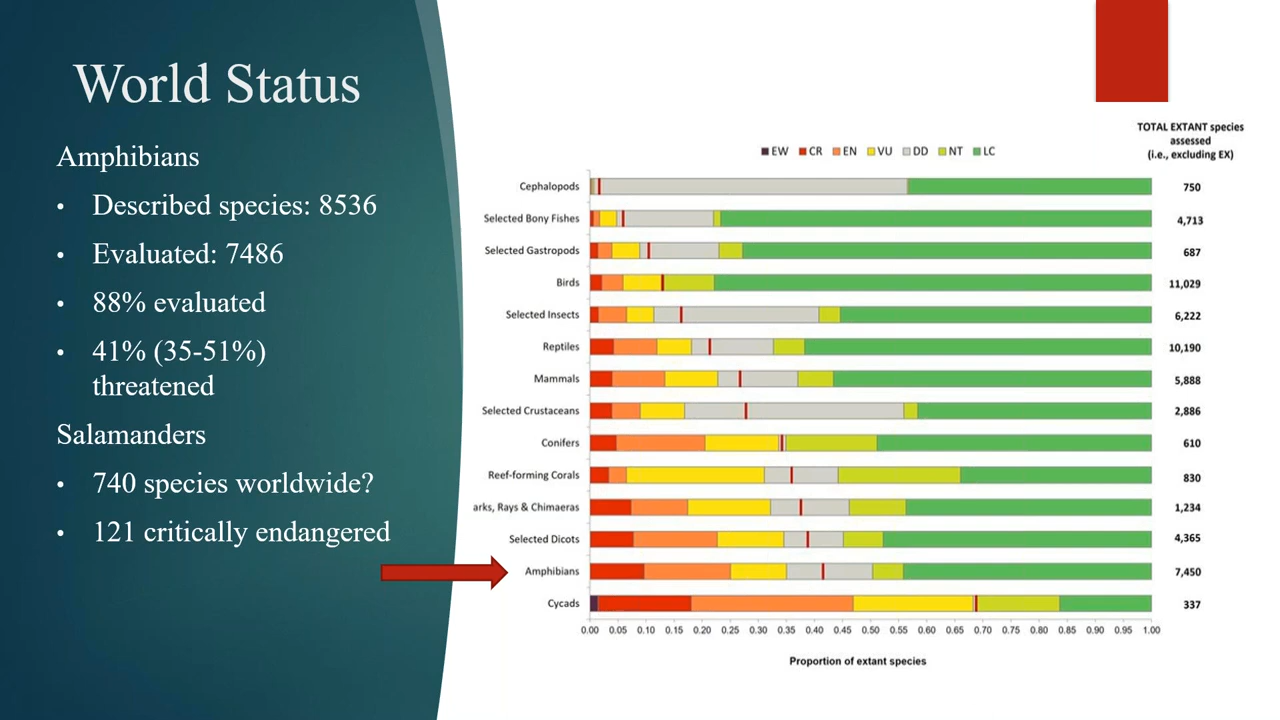 World Status
Amphibians
• Described species: 8536
• Evaluated: 7486
• 88% evaluated
• 41% (35-51%)
threatened
Salamanders
• 740 species worldwide?
• 121 critically endangered
TOTAL EXTANT species
assessed
(i.e., excluding EX)
EW CR EN VU DD NT LC
Cephalopods 750
Selected Bony Fishes 4,713
Selected Gastropods 687
Birds 11,029
Selected Insects 6,222
Reptiles 10,190
Mammals 5,888
Selected Crustaceans 2,886
Conifers 610
Reef-forming Corals 830
arks, Rays & Chimaeras 1,234
Selected Dicots 4,365
Amphibians 7,450
Cycads 337
0.00 0.05 0.10 0.15 0.20 0.25 0.30 0.35 0.40 0.45 0.50 0.55 0.60 0.65 0.70 0.75 0.80 0.85 0.90 0.95 1.00
Proportion of extant species